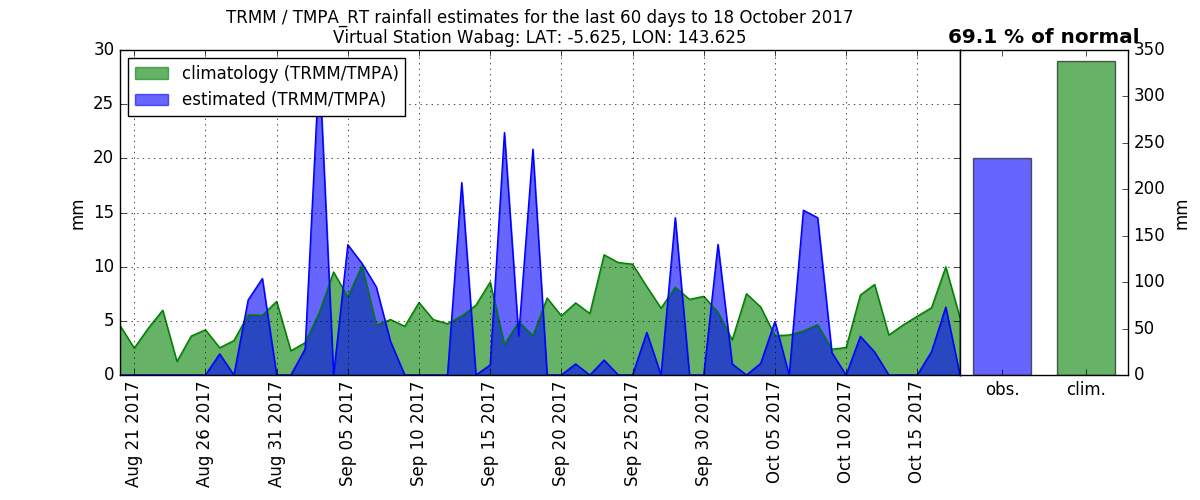 TRMM / TMPA_RT rainfall estimates for the last 60 days to 18 October 2017
Virtual Station Wabag: LAT: -5.625, LON: 143.625
69.1 % of normal
climatology (TRMM/TMPA)
estimated (TRMM/TMPA)
30
25
20
15
10
5
0
mm
Aug 21 2017
Aug 26 2017
Aug 31 2017
Sep 05 2017
Sep 10 2017
Sep 15 2017
Sep 20 2017
Sep 25 2017
Sep 30 2017
Oct 05 2017
Oct 10 2017
Oct 15 2017
obs.
clim.
350
300
250
200
150
100
50
0
mm